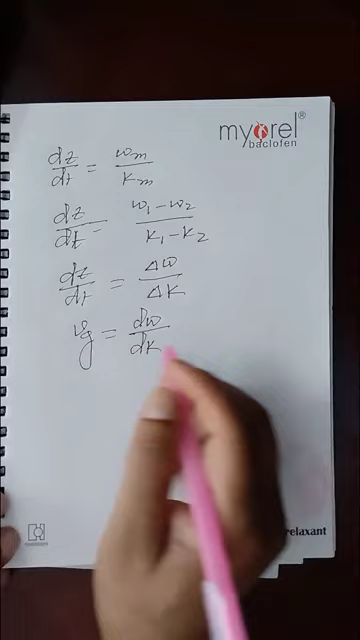 myorel®
baclofen
dz/dt = ωm/km
dz/dt = ω1 - ω2/k1 - k2
dz/dt = Δω/Δk
vg = dω/dk
relaxant